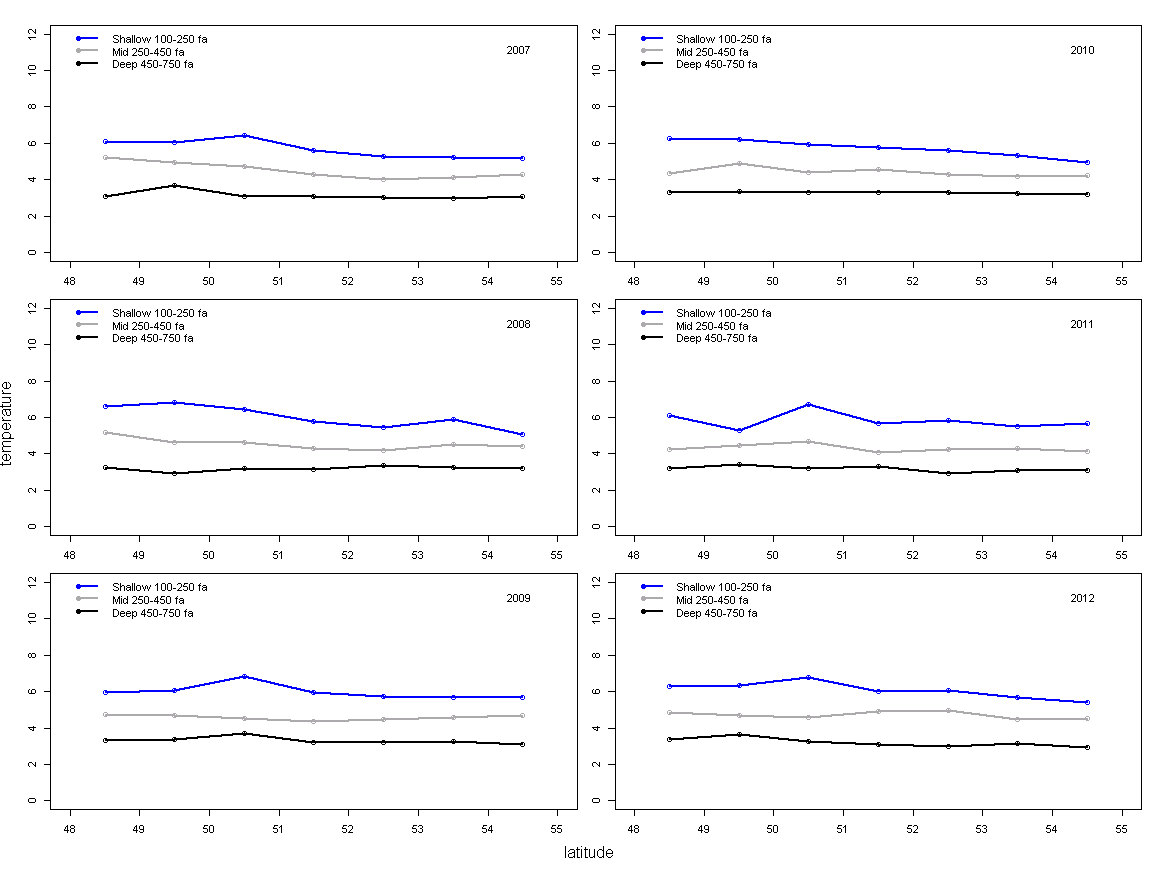 Shallow 100-250 fa
Mid 250-450 fa
Deep 450-750 fa
2007
12
10
8
6
4
2
0
48 49 50 51 52 53 54 55
Shallow 100-250 fa
Mid 250-450 fa
Deep 450-750 fa
2010
12
10
8
6
4
2
0
48 49 50 51 52 53 54 55
temperature
Shallow 100-250 fa
Mid 250-450 fa
Deep 450-750 fa
2008
12
10
8
6
4
2
0
48 49 50 51 52 53 54 55
Shallow 100-250 fa
Mid 250-450 fa
Deep 450-750 fa
2011
12
10
8
6
4
2
0
48 49 50 51 52 53 54 55
Shallow 100-250 fa
Mid 250-450 fa
Deep 450-750 fa
2009
12
10
8
6
4
2
0
48 49 50 51 52 53 54 55
Shallow 100-250 fa
Mid 250-450 fa
Deep 450-750 fa
2012
12
10
8
6
4
2
0
48 49 50 51 52 53 54 55
latitude